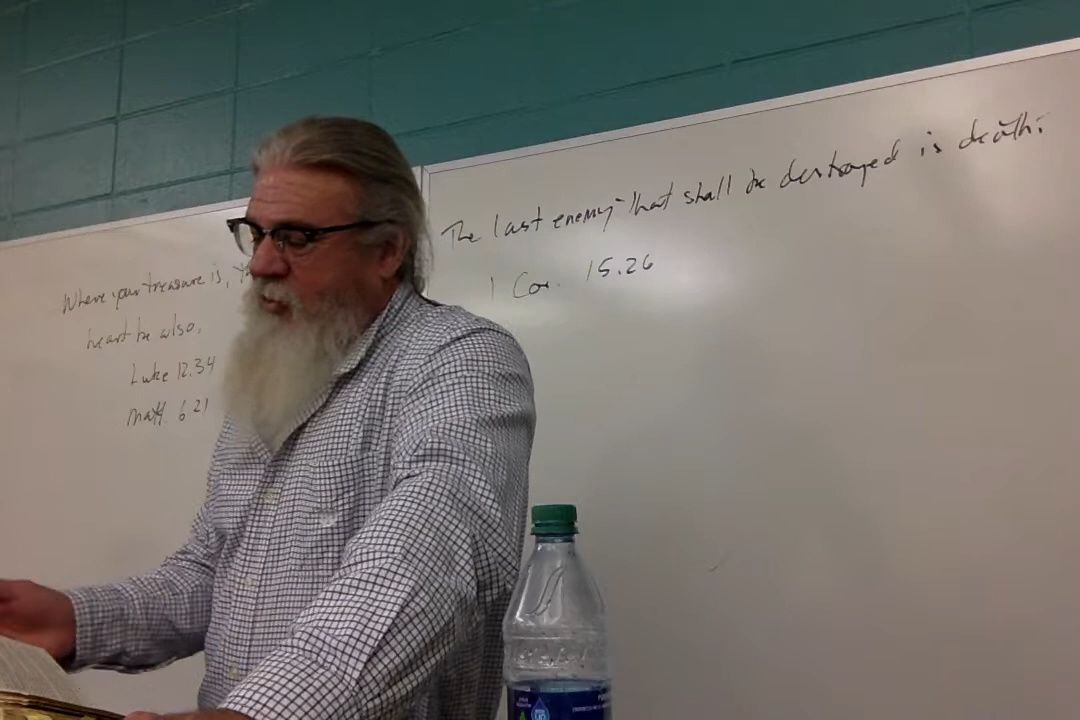 Where your treasure is,
heart be also.
Luke 12.34
Matt 6 21
The last enemy that shall be destroyed is death.
1 Cor. 15.26